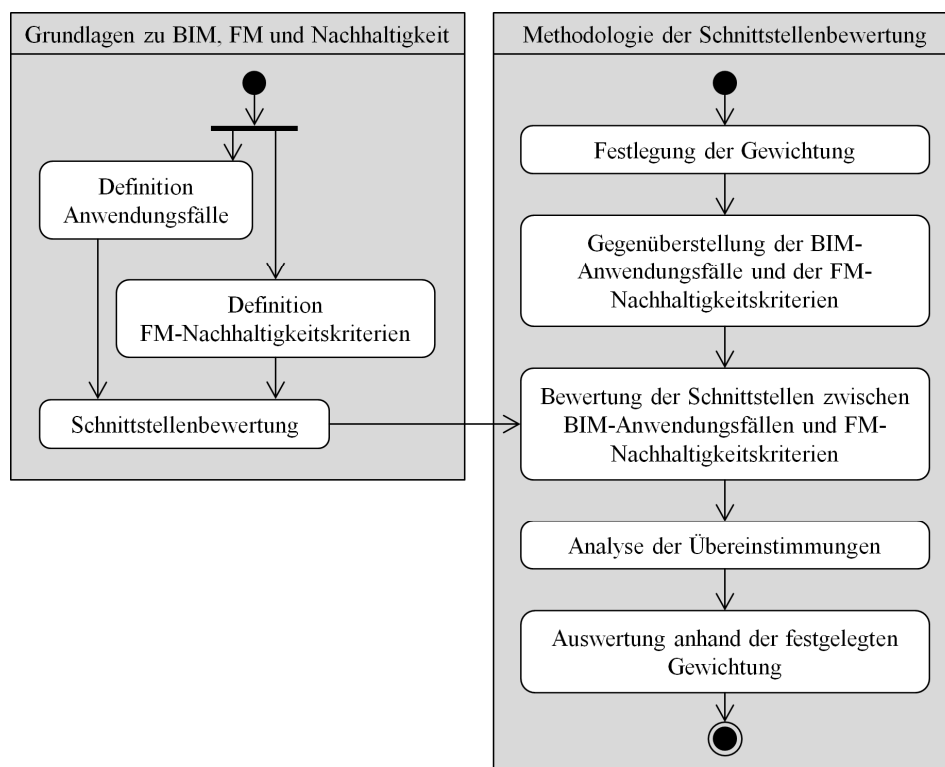 Grundlagen zu BIM, FM und Nachhaltigkeit
Definition
Anwendungsfälle
Definition
FM-Nachhaltigkeitskriterien
Schnittstellenbewertung
Methodologie der Schnittstellenbewertung
Festlegung der Gewichtung
Gegenüberstellung der BIM-
Anwendungsfälle und der FM-
Nachhaltigkeitskriterien
Bewertung der Schnittstellen zwischen
BIM-Anwendungsfällen und FM-
Nachhaltigkeitskriterien
Analyse der Übereinstimmungen
Auswertung anhand der festgelegten
Gewichtung